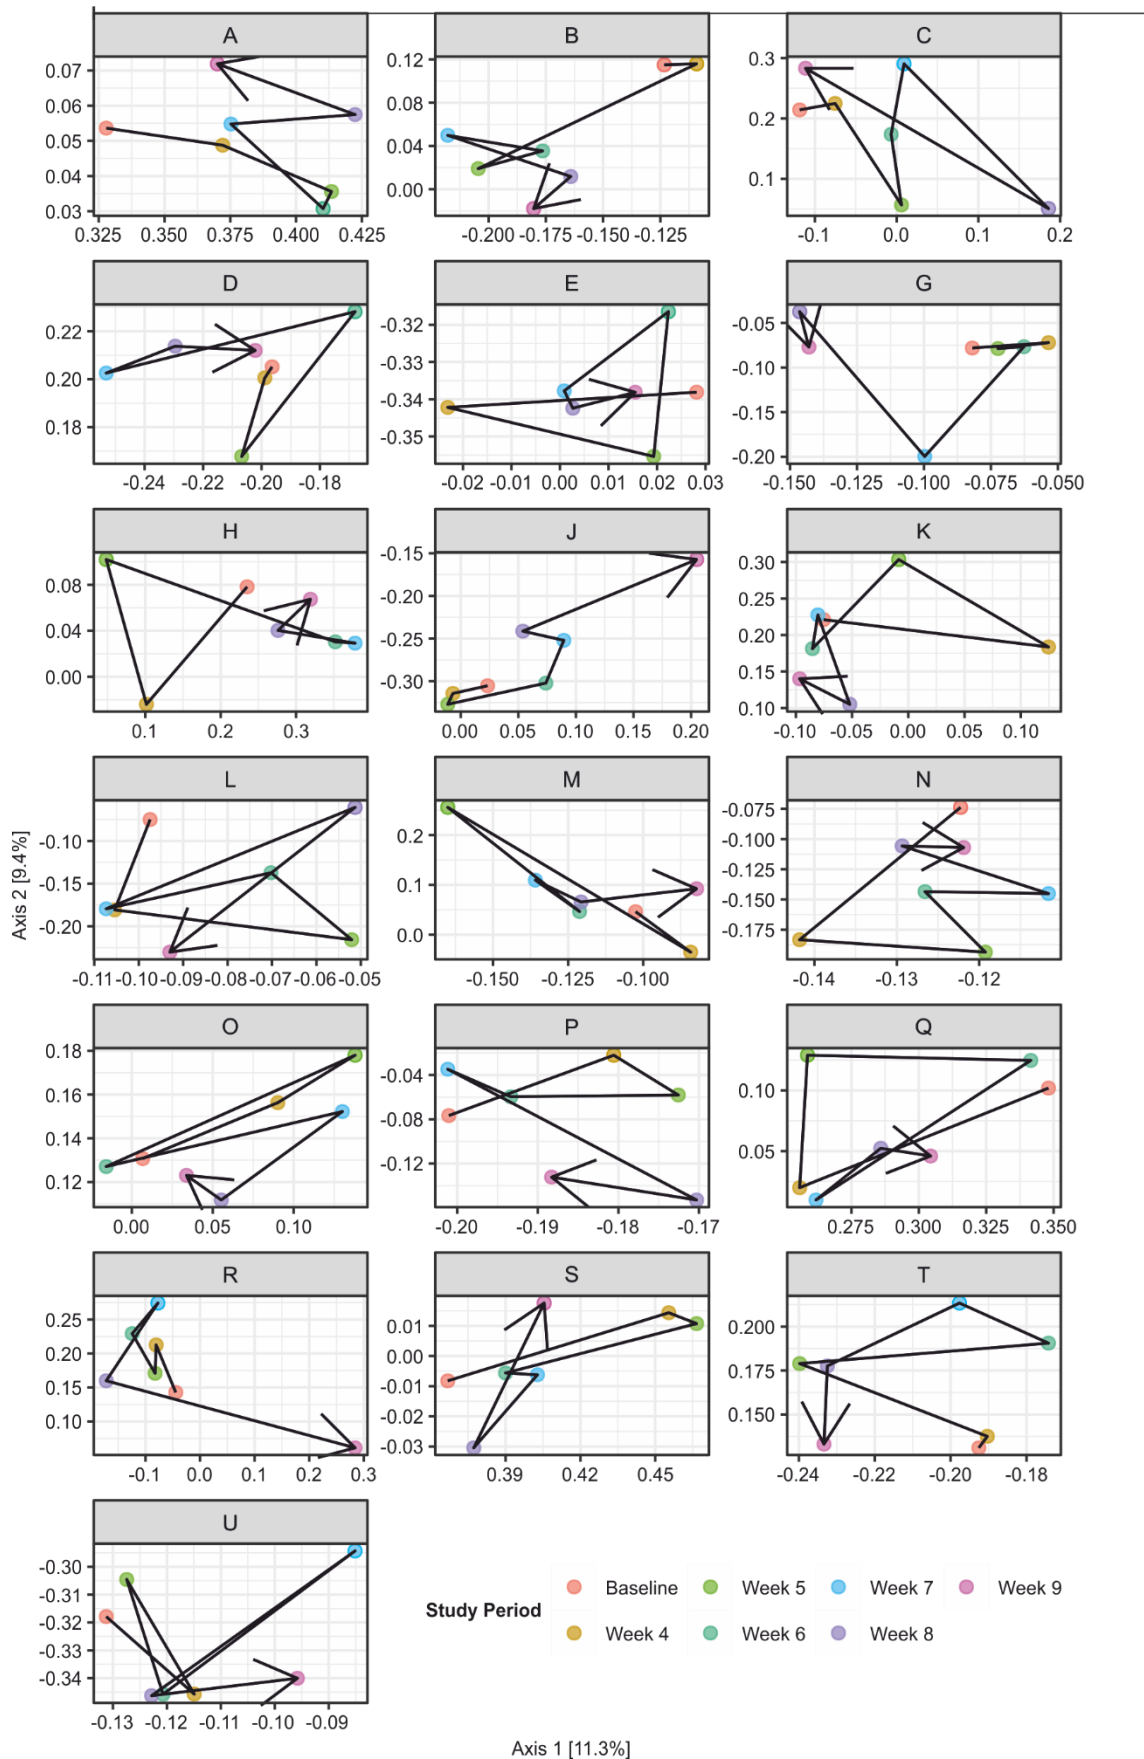 A B C
0.07 0.06 0.05 0.04 0.03
0.325 0.350 0.375 0.400 0.425
0.12 0.08 0.04 0.00
-0.200 -0.175 -0.150 -0.125
0.3 0.2 0.1
-0.1 0.0 0.1 0.2
D E G
0.22 0.20 0.18
-0.24 -0.22 -0.20 -0.18
-0.32 -0.33 -0.34 -0.35
-0.02 -0.01 0.00 0.01 0.02 0.03
-0.05 -0.10 -0.15 -0.20
-0.150 -0.125 -0.100 -0.075 -0.050
H J K
0.08 0.04 0.00
0.1 0.2 0.3
-0.15 -0.20 -0.25 -0.30
0.00 0.05 0.10 0.15 0.20
0.30 0.25 0.20 0.15 0.10
-0.10 -0.05 0.00 0.05 0.10
L M N
-0.10 -0.15 -0.20
-0.11 -0.10 -0.09 -0.08 -0.07 -0.06 -0.05
0.2 0.1 0.0
-0.150 -0.125 -0.100
-0.075 -0.100 -0.125 -0.150 -0.175
-0.14 -0.13 -0.12
Axis 2 [9.4%]
O P Q
0.18 0.16 0.14 0.12
0.00 0.05 0.10
-0.04 -0.08 -0.12
-0.20 -0.19 -0.18 -0.17
0.10 0.05
0.275 0.300 0.325 0.350
R S T
0.25 0.20 0.15 0.10
-0.1 0.0 0.1 0.2 0.3
0.01 0.00 -0.01 -0.02 -0.03
0.39 0.42 0.45
0.200 0.175 0.150
-0.24 -0.22 -0.20 -0.18
U
-0.30 -0.31 -0.32 -0.33 -0.34
-0.13 -0.12 -0.11 -0.10 -0.09
Study Period
Baseline Week 5 Week 7 Week 9
Week 4 Week 6 Week 8
Axis 1 [11.3%]